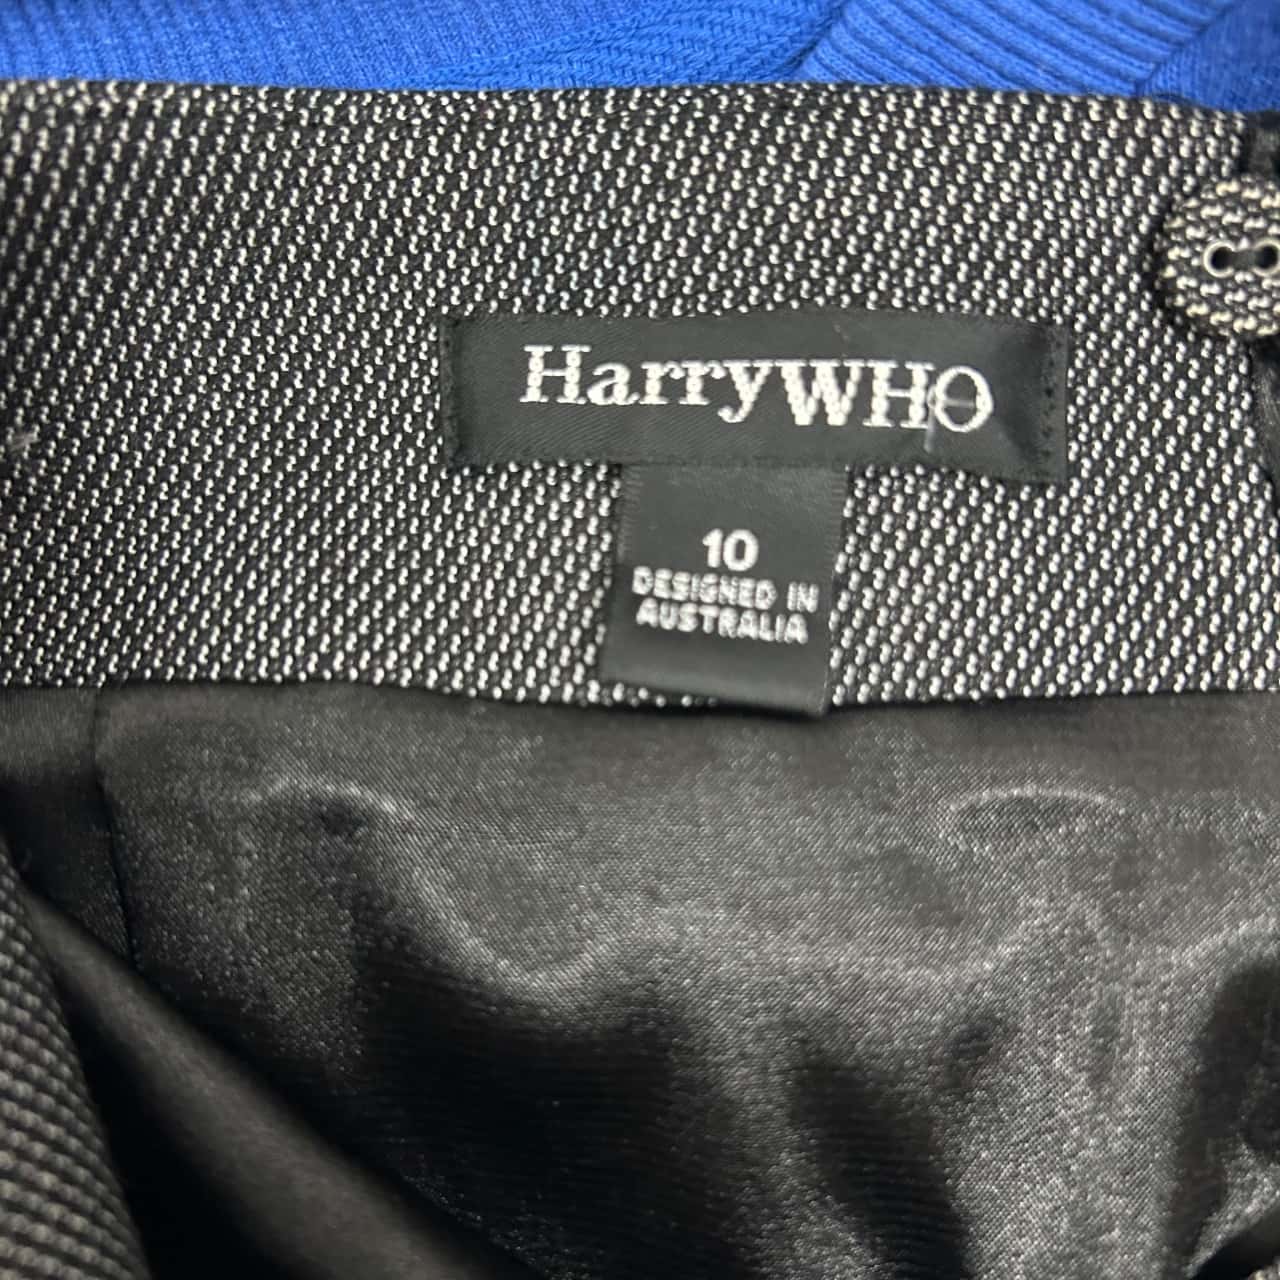 HarryWHO
10
DESIGNED IN
AUSTRALIA